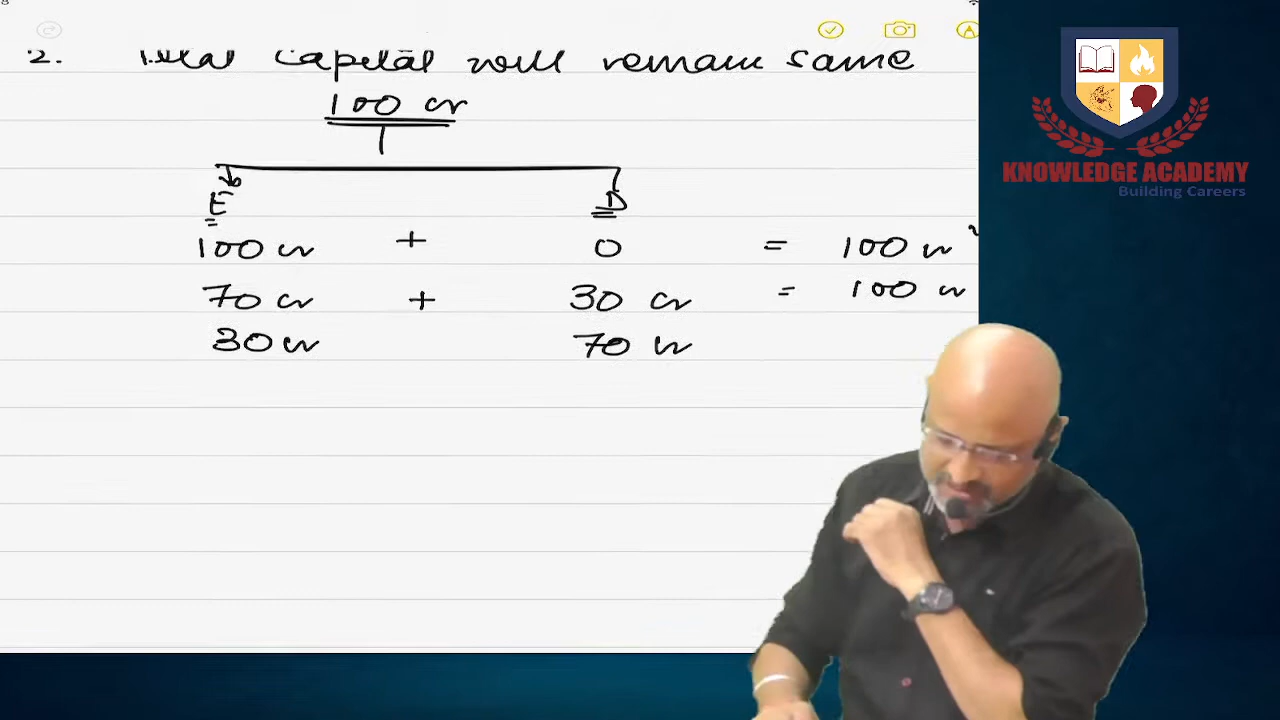 2. Total capital will remain same
100 cr
E D
100 cr + 0 = 100 cr
70 cr + 30 cr = 100 cr
30 cr 70 cr
KNOWLEDGE ACADEMY
Building Careers